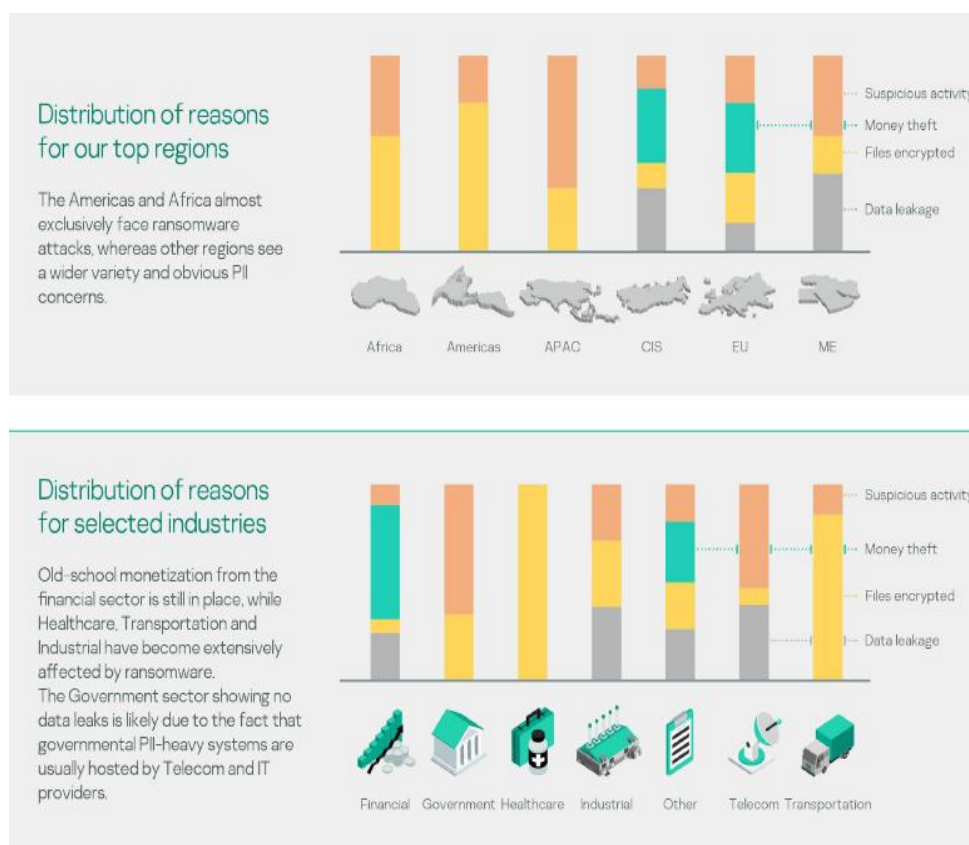 Distribution of reasons
for our top regions
The Americas and Africa almost
exclusively face ransomware
attacks, whereas other regions see
a wider variety and obvious PII
concerns.
Suspicious activity
Money theft
Files encrypted
Data leakage
Africa Americas APAC CIS EU ME
Distribution of reasons
for selected industries
Old-school monetization from the
financial sector is still in place, while
Healthcare, Transportation and
Industrial have become extensively
affected by ransomware.
The Government sector showing no
data leaks is likely due to the fact that
governmental PII-heavy systems are
usually hosted by Telecom and IT
providers.
Suspicious activity
Money theft
Files encrypted
Data leakage
Financial Government Healthcare Industrial Other Telecom Transportation